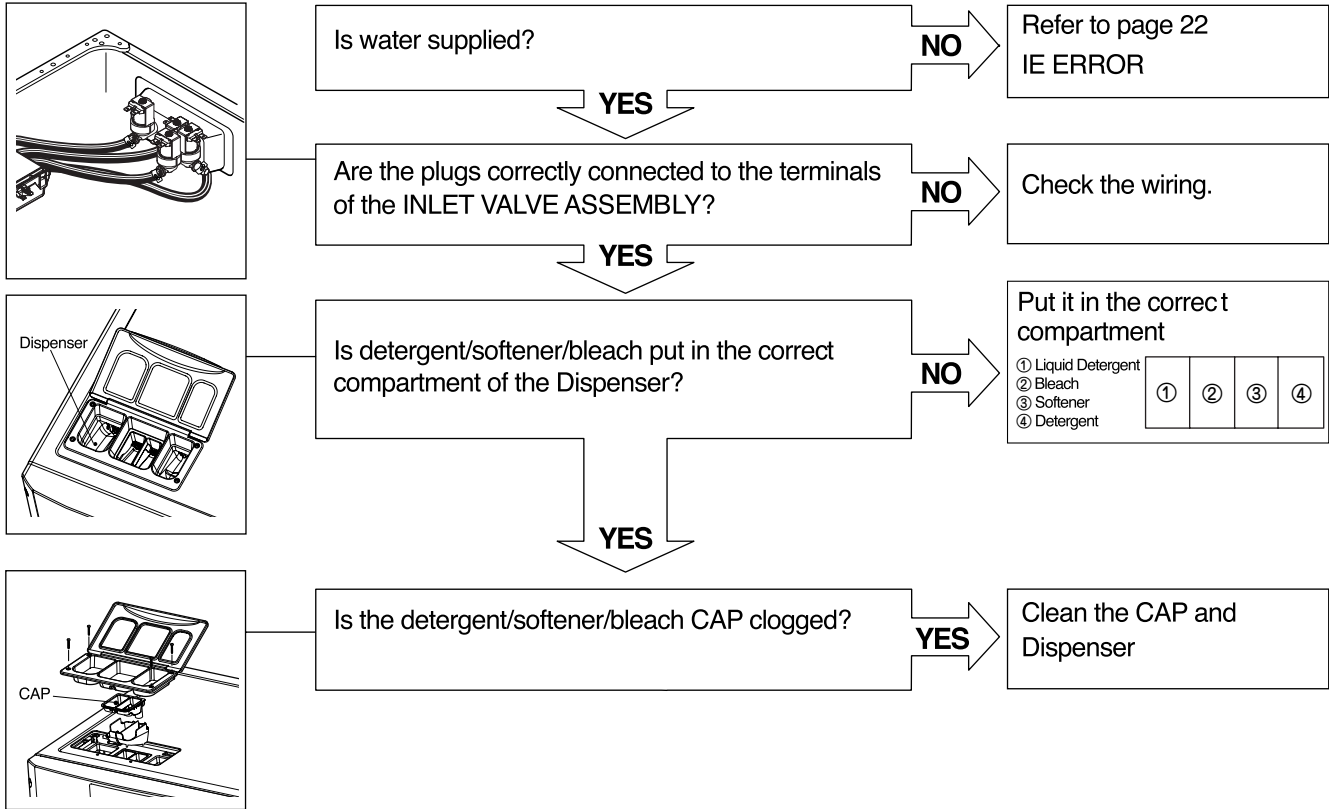 Is water supplied?
NO
Refer to page 22
IE ERROR
YES
Are the plugs correctly connected to the terminals
of the INLET VALVE ASSEMBLY?
NO
Check the wiring.
YES
Dispenser
Is detergent/softener/bleach put in the correct
compartment of the Dispenser?
NO
Put it in the correct
compartment
① Liquid Detergent
② Bleach
③ Softener
④ Detergent
① ② ③ ④
YES
CAP
Is the detergent/softener/bleach CAP clogged?
YES
Clean the CAP and
Dispenser